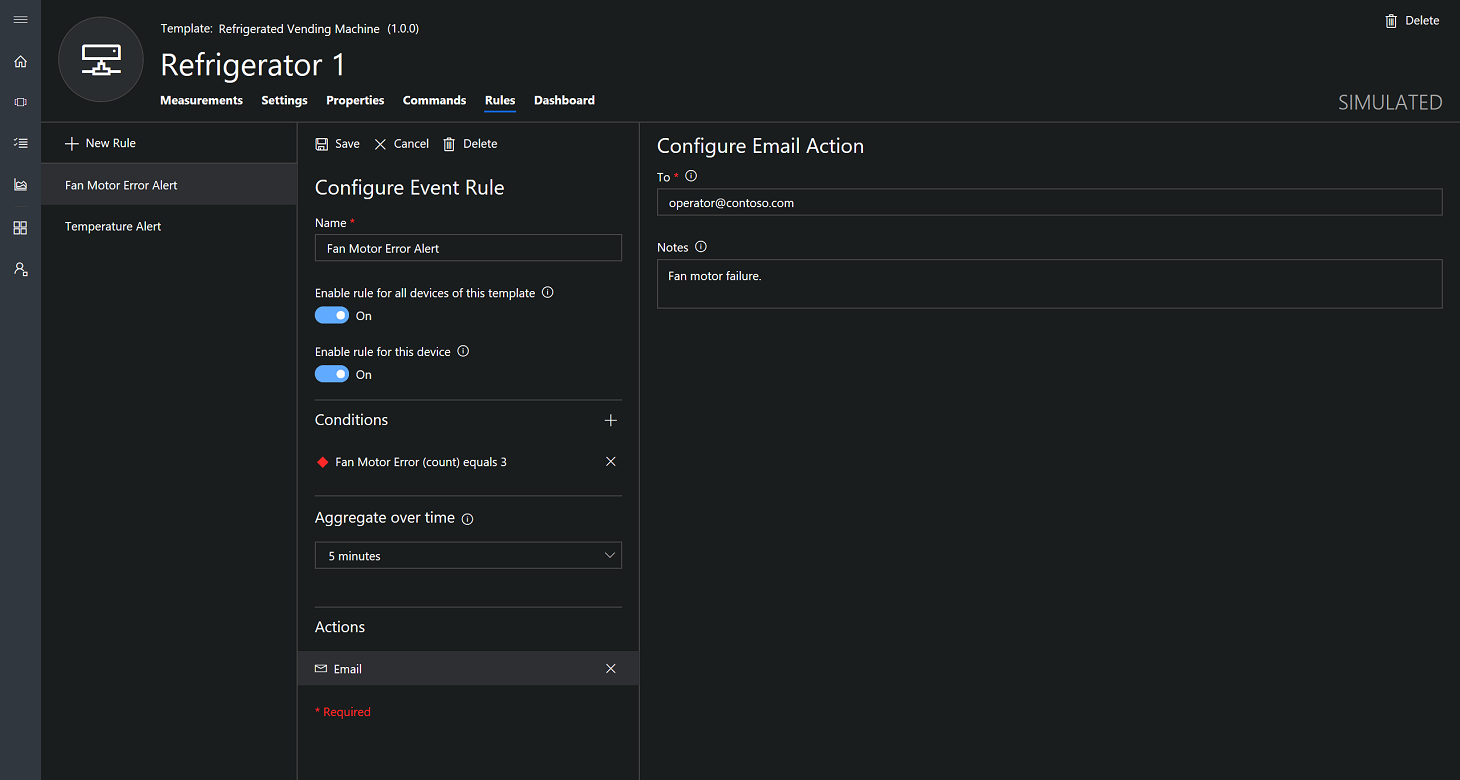 Template: Refrigerated Vending Machine (1.0.0)
Delete
Refrigerator 1
Measurements Settings Properties Commands Rules Dashboard
SIMULATED
New Rule
Fan Motor Error Alert
Temperature Alert
Save Cancel Delete
Configure Event Rule
Name *
Fan Motor Error Alert
Enable rule for all devices of this template
On
Enable rule for this device
On
Conditions
Fan Motor Error (count) equals 3
Aggregate over time
5 minutes
Actions
Email
* Required
Configure Email Action
To *
operator@contoso.com
Notes
Fan motor failure.